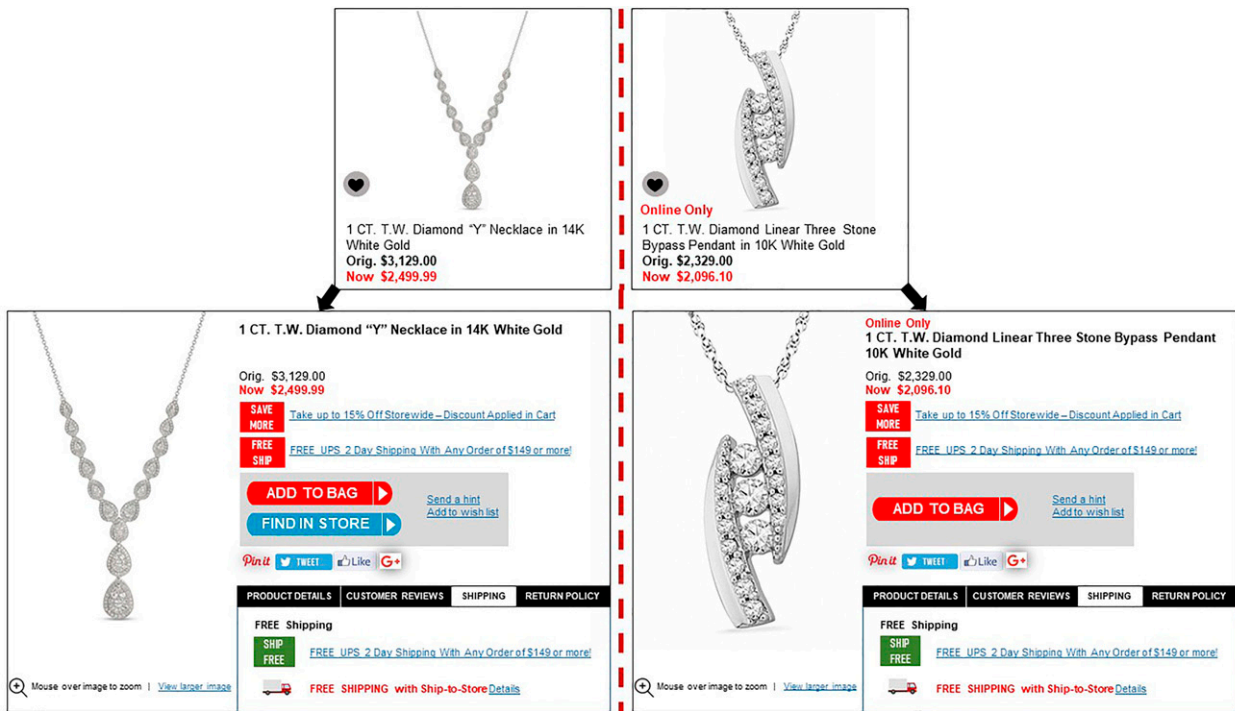 1 CT. T.W. Diamond “Y” Necklace in 14K
White Gold
Orig. $3,129.00
Now $2,499.99
Online Only
1 CT. T.W. Diamond Linear Three Stone
Bypass Pendant in 10K White Gold
Orig. $2,329.00
Now $2,096.10
1 CT. T.W. Diamond “Y” Necklace in 14K White Gold
Orig. $3,129.00
Now $2,499.99
SAVE
MORE
Take up to 15% Off Storewide – Discount Applied in Cart
FREE
SHIP
FREE UPS 2 Day Shipping With Any Order of $149 or more!
ADD TO BAG
FIND IN STORE
Send a hint
Add to wish list
Pin it
TWEET
Like
G+
PRODUCT DETAILS
CUSTOMER REVIEWS
SHIPPING
RETURN POLICY
FREE Shipping
SHIP
FREE
FREE UPS 2 Day Shipping With Any Order of $149 or more!
FREE SHIPPING with Ship-to-Store Details
Mouse over image to zoom | View larger image
Online Only
1 CT. T.W. Diamond Linear Three Stone Bypass Pendant
10K White Gold
Orig. $2,329.00
Now $2,096.10
SAVE
MORE
Take up to 15% Off Storewide – Discount Applied in Cart
FREE
SHIP
FREE UPS 2 Day Shipping With Any Order of $149 or more!
ADD TO BAG
Send a hint
Add to wish list
Pin it
TWEET
Like
G+
PRODUCT DETAILS
CUSTOMER REVIEWS
SHIPPING
RETURN POLICY
FREE Shipping
SHIP
FREE
FREE UPS 2 Day Shipping With Any Order of $149 or more!
FREE SHIPPING with Ship-to-Store Details
Mouse over image to zoom | View larger image